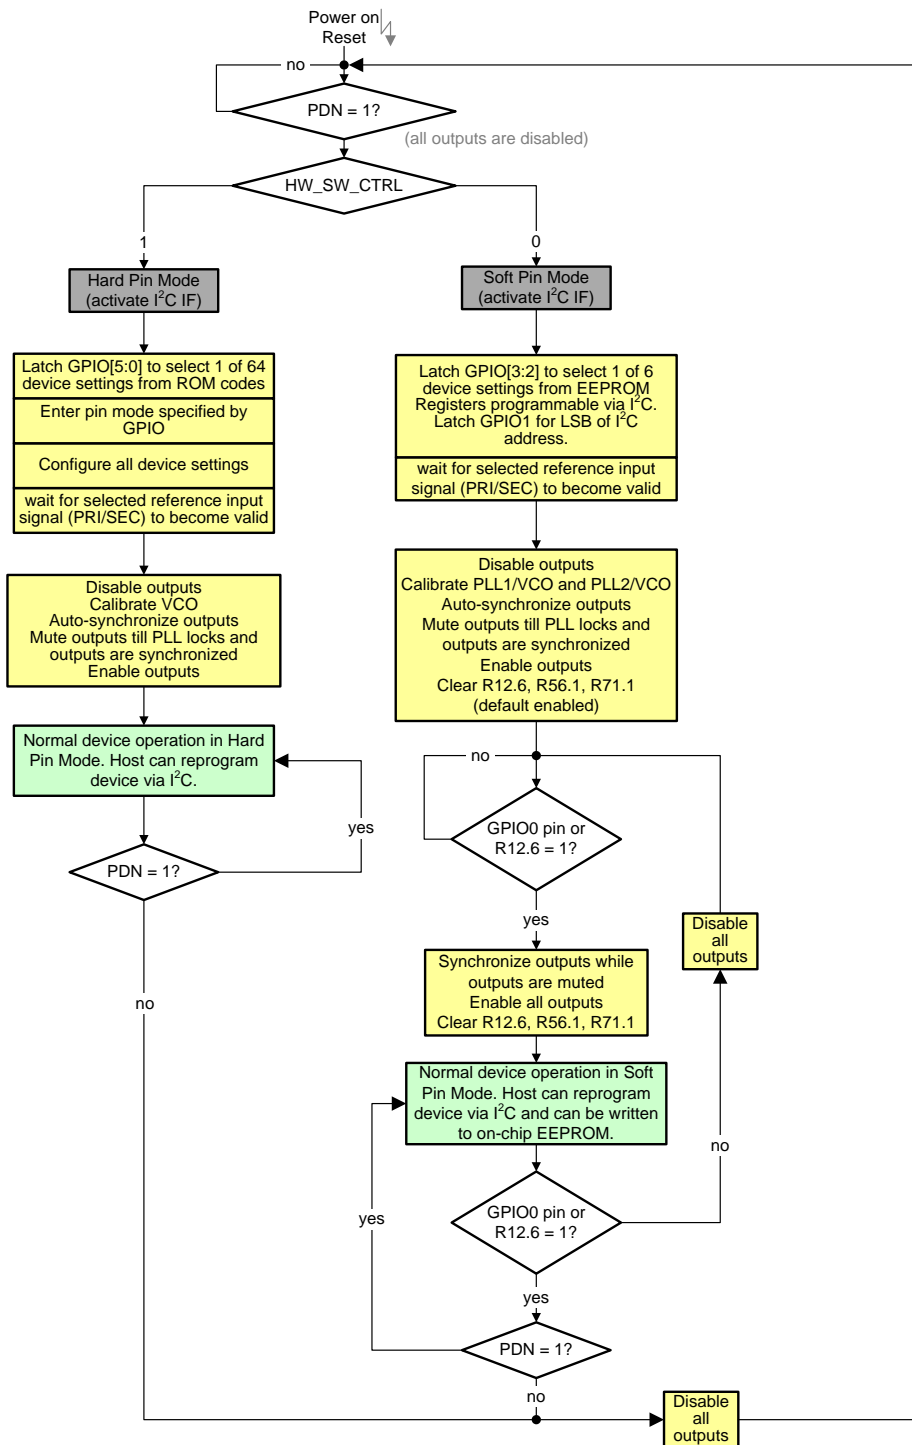 Power on
Reset
no
PDN = 1?
(all outputs are disabled)
HW_SW_CTRL
1
0
Hard Pin Mode
(activate I²C IF)
Soft Pin Mode
(activate I²C IF)
Latch GPIO[5:0] to select 1 of 64
device settings from ROM codes
Enter pin mode specified by
GPIO
Configure all device settings
wait for selected reference input
signal (PRI/SEC) to become valid
Latch GPIO[3:2] to select 1 of 6
device settings from EEPROM
Registers programmable via I²C.
Latch GPIO1 for LSB of I²C
address.
wait for selected reference input
signal (PRI/SEC) to become valid
Disable outputs
Calibrate VCO
Auto-synchronize outputs
Mute outputs till PLL locks and
outputs are synchronized
Enable outputs
Disable outputs
Calibrate PLL1/VCO and PLL2/VCO
Auto-synchronize outputs
Mute outputs till PLL locks and
outputs are synchronized
Enable outputs
Clear R12.6, R56.1, R71.1
(default enabled)
Normal device operation in Hard
Pin Mode. Host can reprogram
device via I²C.
yes
PDN = 1?
no
no
GPIO0 pin or
R12.6 = 1?
yes
Disable
all
outputs
Synchronize outputs while
outputs are muted
Enable all outputs
Clear R12.6, R56.1, R71.1
Normal device operation in Soft
Pin Mode. Host can reprogram
device via I²C and can be written
to on-chip EEPROM.
no
yes
GPIO0 pin or
R12.6 = 1?
yes
PDN = 1?
no
Disable
all
outputs